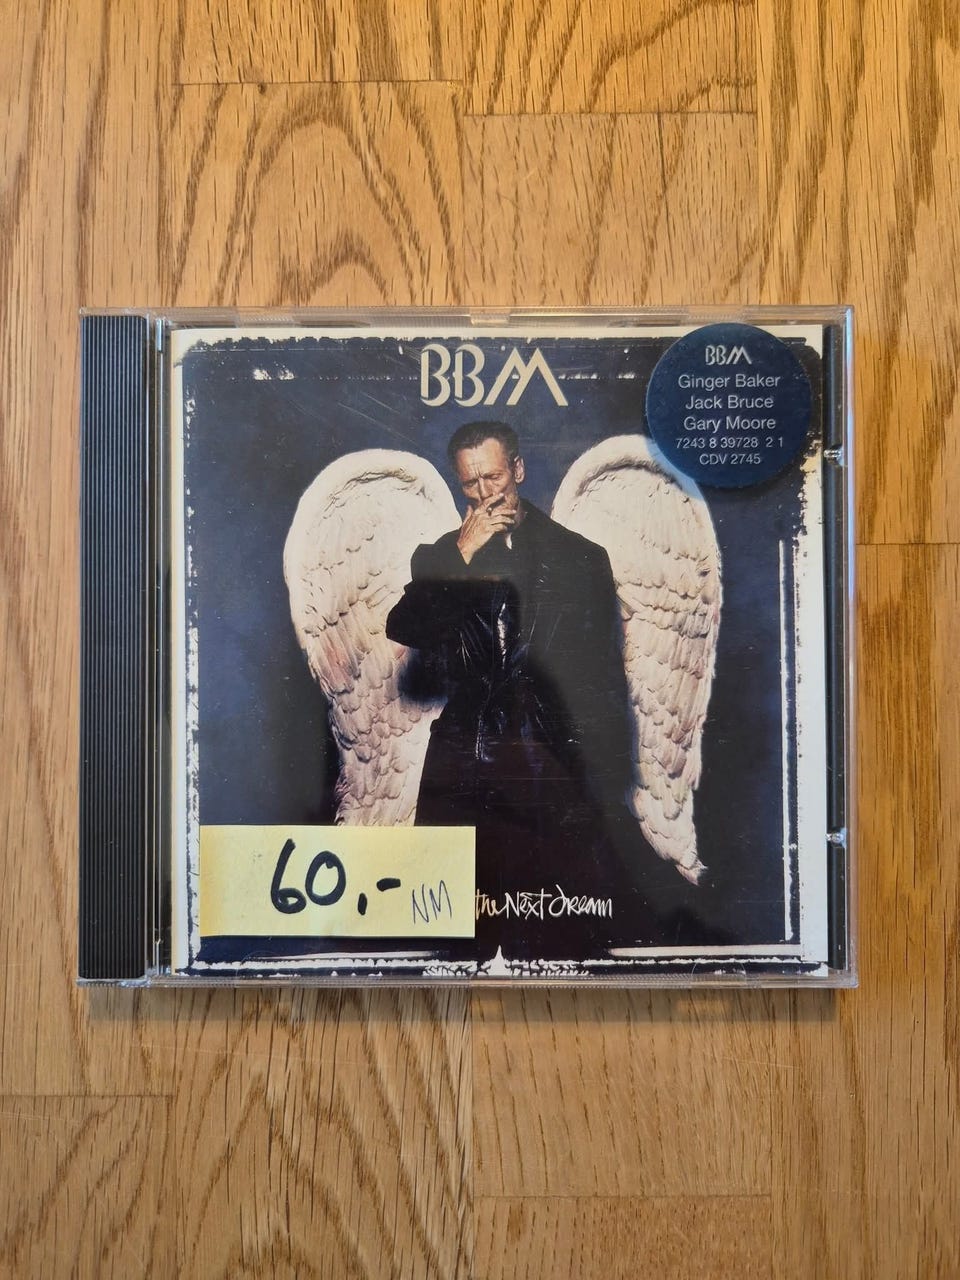 BBM
BBM
Ginger Baker
Jack Bruce
Gary Moore
7243 8 39728 2 1
CDV 2745
60,-
NM
the Next dream